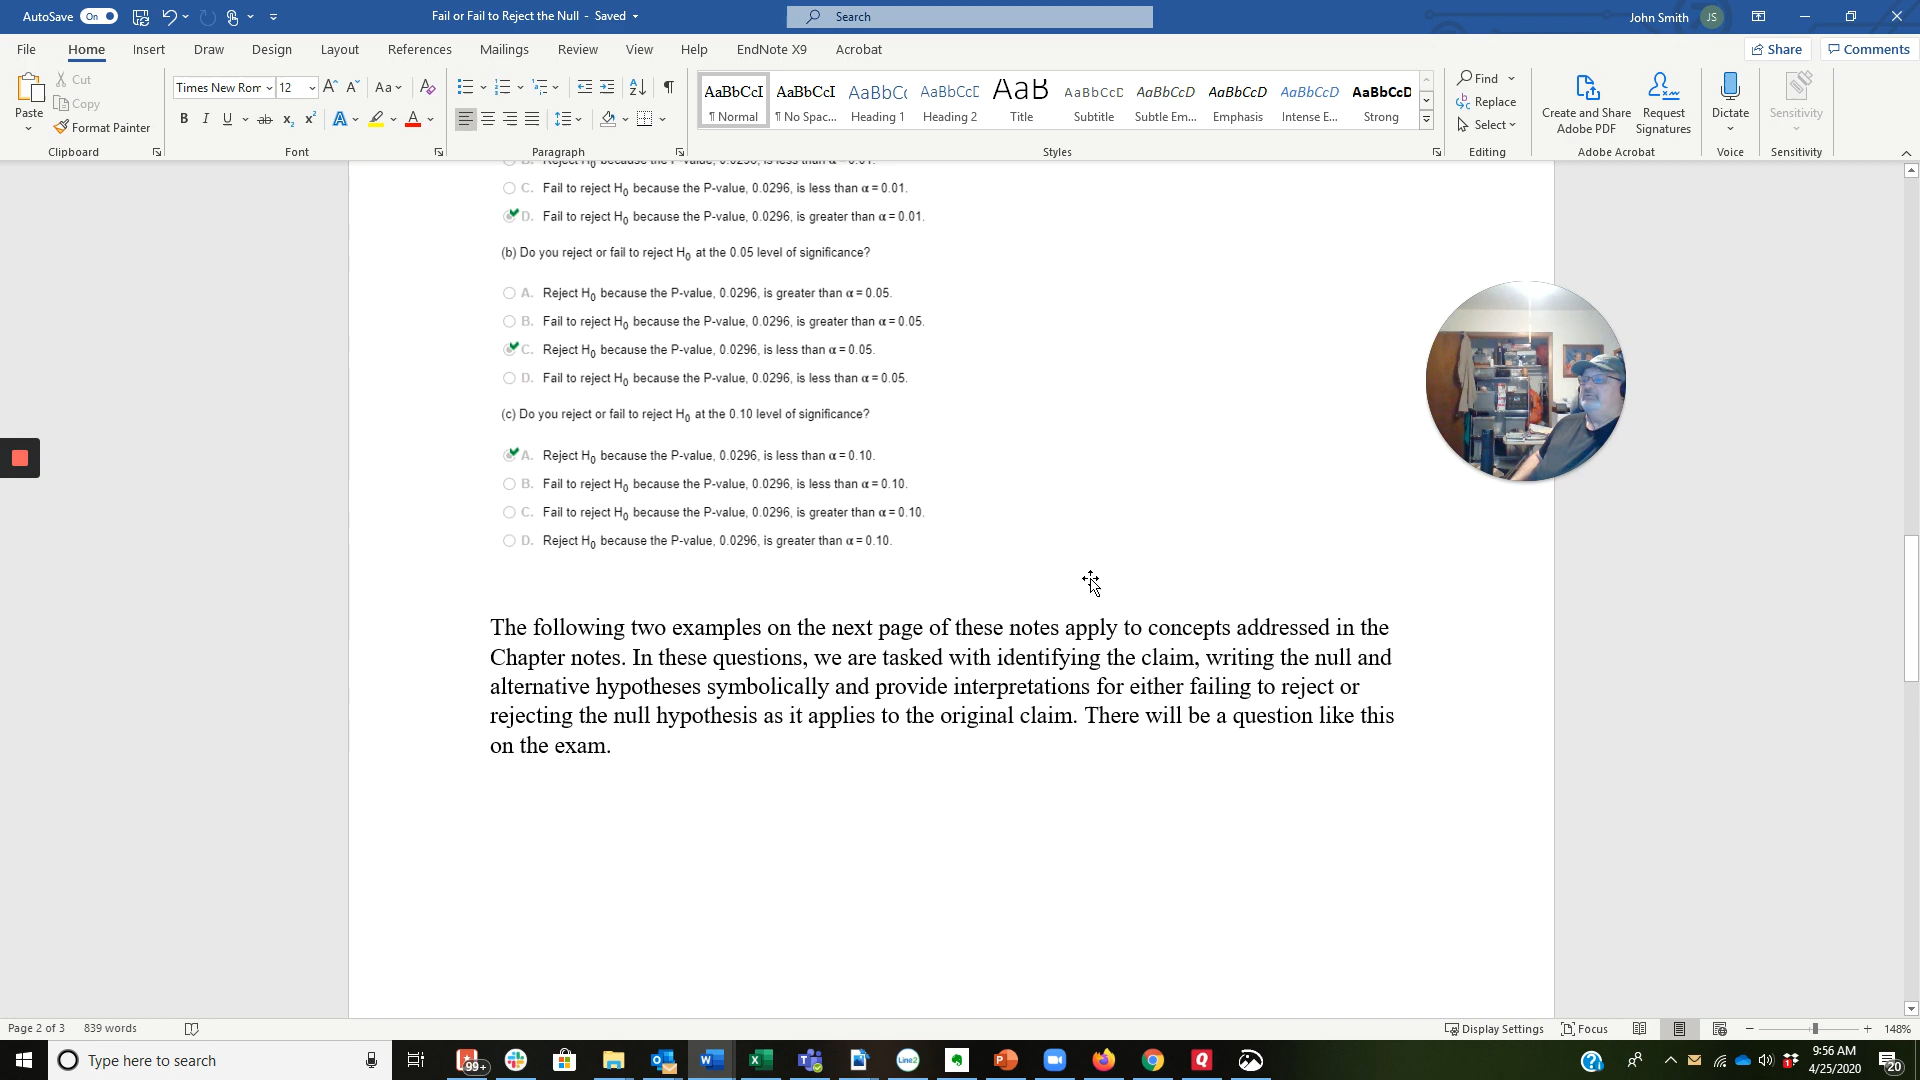 AutoSave On Fail or Fail to Reject the Null - Saved Search John Smith JS
File Home Insert Draw Design Layout References Mailings Review View Help EndNote X9 Acrobat Share Comments
Paste Cut Copy Format Painter
Clipboard
Times New Ron 12 Aa
Font
Paragraph
AaBbCcI AaBbCcI AaBbCc AaBbCcC AaB AaBbCcD AaBbCcD AaBbCcD AaBbCcD AaBbCcD
¶ Normal ¶ No Spac... Heading 1 Heading 2 Title Subtitle Subtle Em... Emphasis Intense E... Strong
Styles
Find
Replace
Select
Editing
Create and Share Adobe PDF Request Signatures
Adobe Acrobat
Dictate
Voice
Sensitivity
Sensitivity
C. Fail to reject H0 because the P-value, 0.0296, is less than α = 0.01.
D. Fail to reject H0 because the P-value, 0.0296, is greater than α = 0.01.
(b) Do you reject or fail to reject H0 at the 0.05 level of significance?
A. Reject H0 because the P-value, 0.0296, is greater than α = 0.05.
B. Fail to reject H0 because the P-value, 0.0296, is greater than α = 0.05.
C. Reject H0 because the P-value, 0.0296, is less than α = 0.05.
D. Fail to reject H0 because the P-value, 0.0296, is less than α = 0.05.
(c) Do you reject or fail to reject H0 at the 0.10 level of significance?
A. Reject H0 because the P-value, 0.0296, is less than α = 0.10.
B. Fail to reject H0 because the P-value, 0.0296, is less than α = 0.10.
C. Fail to reject H0 because the P-value, 0.0296, is greater than α = 0.10.
D. Reject H0 because the P-value, 0.0296, is greater than α = 0.10.
The following two examples on the next page of these notes apply to concepts addressed in the
Chapter notes. In these questions, we are tasked with identifying the claim, writing the null and
alternative hypotheses symbolically and provide interpretations for either failing to reject or
rejecting the null hypothesis as it applies to the original claim. There will be a question like this
on the exam.
Page 2 of 3 839 words Display Settings Focus 148%
Type here to search 99+ Line2 9:56 AM
4/25/2020 20